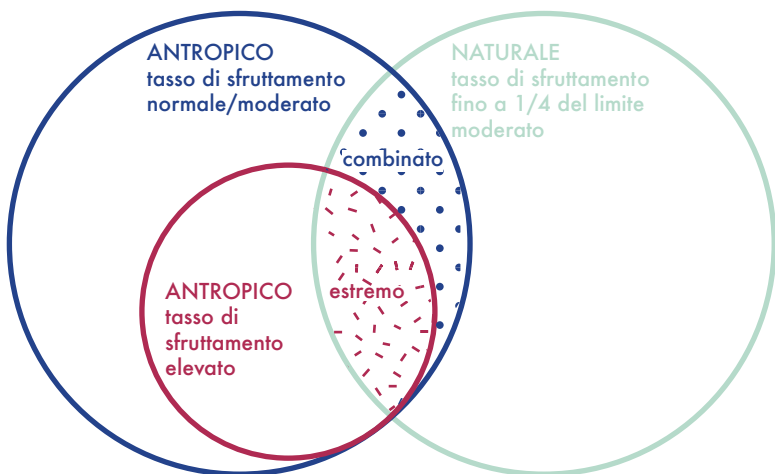 ANTROPICO
tasso di sfruttamento
normale/moderato
NATURALE
tasso di sfruttamento
fino a 1/4 del limite
moderato
combinato
estremo
ANTROPICO
tasso di
sfruttamento
elevato